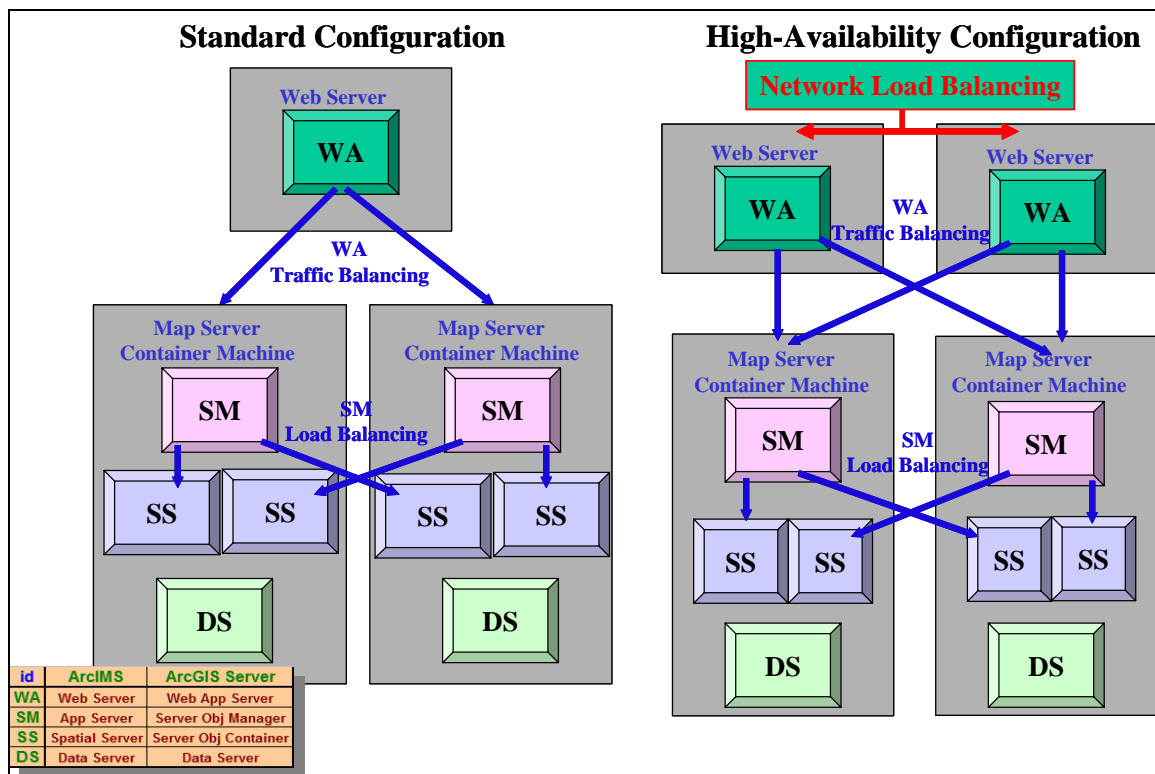 Standard Configuration
Web Server
WA
WA
Traffic Balancing
Map Server
Container Machine
Map Server
Container Machine
SM
SM
SM
Load Balancing
SS
SS
SS
SS
DS
DS
id ArcIMS ArcGIS Server
WA Web Server Web App Server
SM App Server Server Obj Manager
SS Spatial Server Server Obj Container
DS Data Server Data Server
High-Availability Configuration
Network Load Balancing
Web Server
Web Server
WA
WA
WA
Traffic Balancing
Map Server
Container Machine
Map Server
Container Machine
SM
SM
SM
Load Balancing
SS
SS
SS
SS
DS
DS